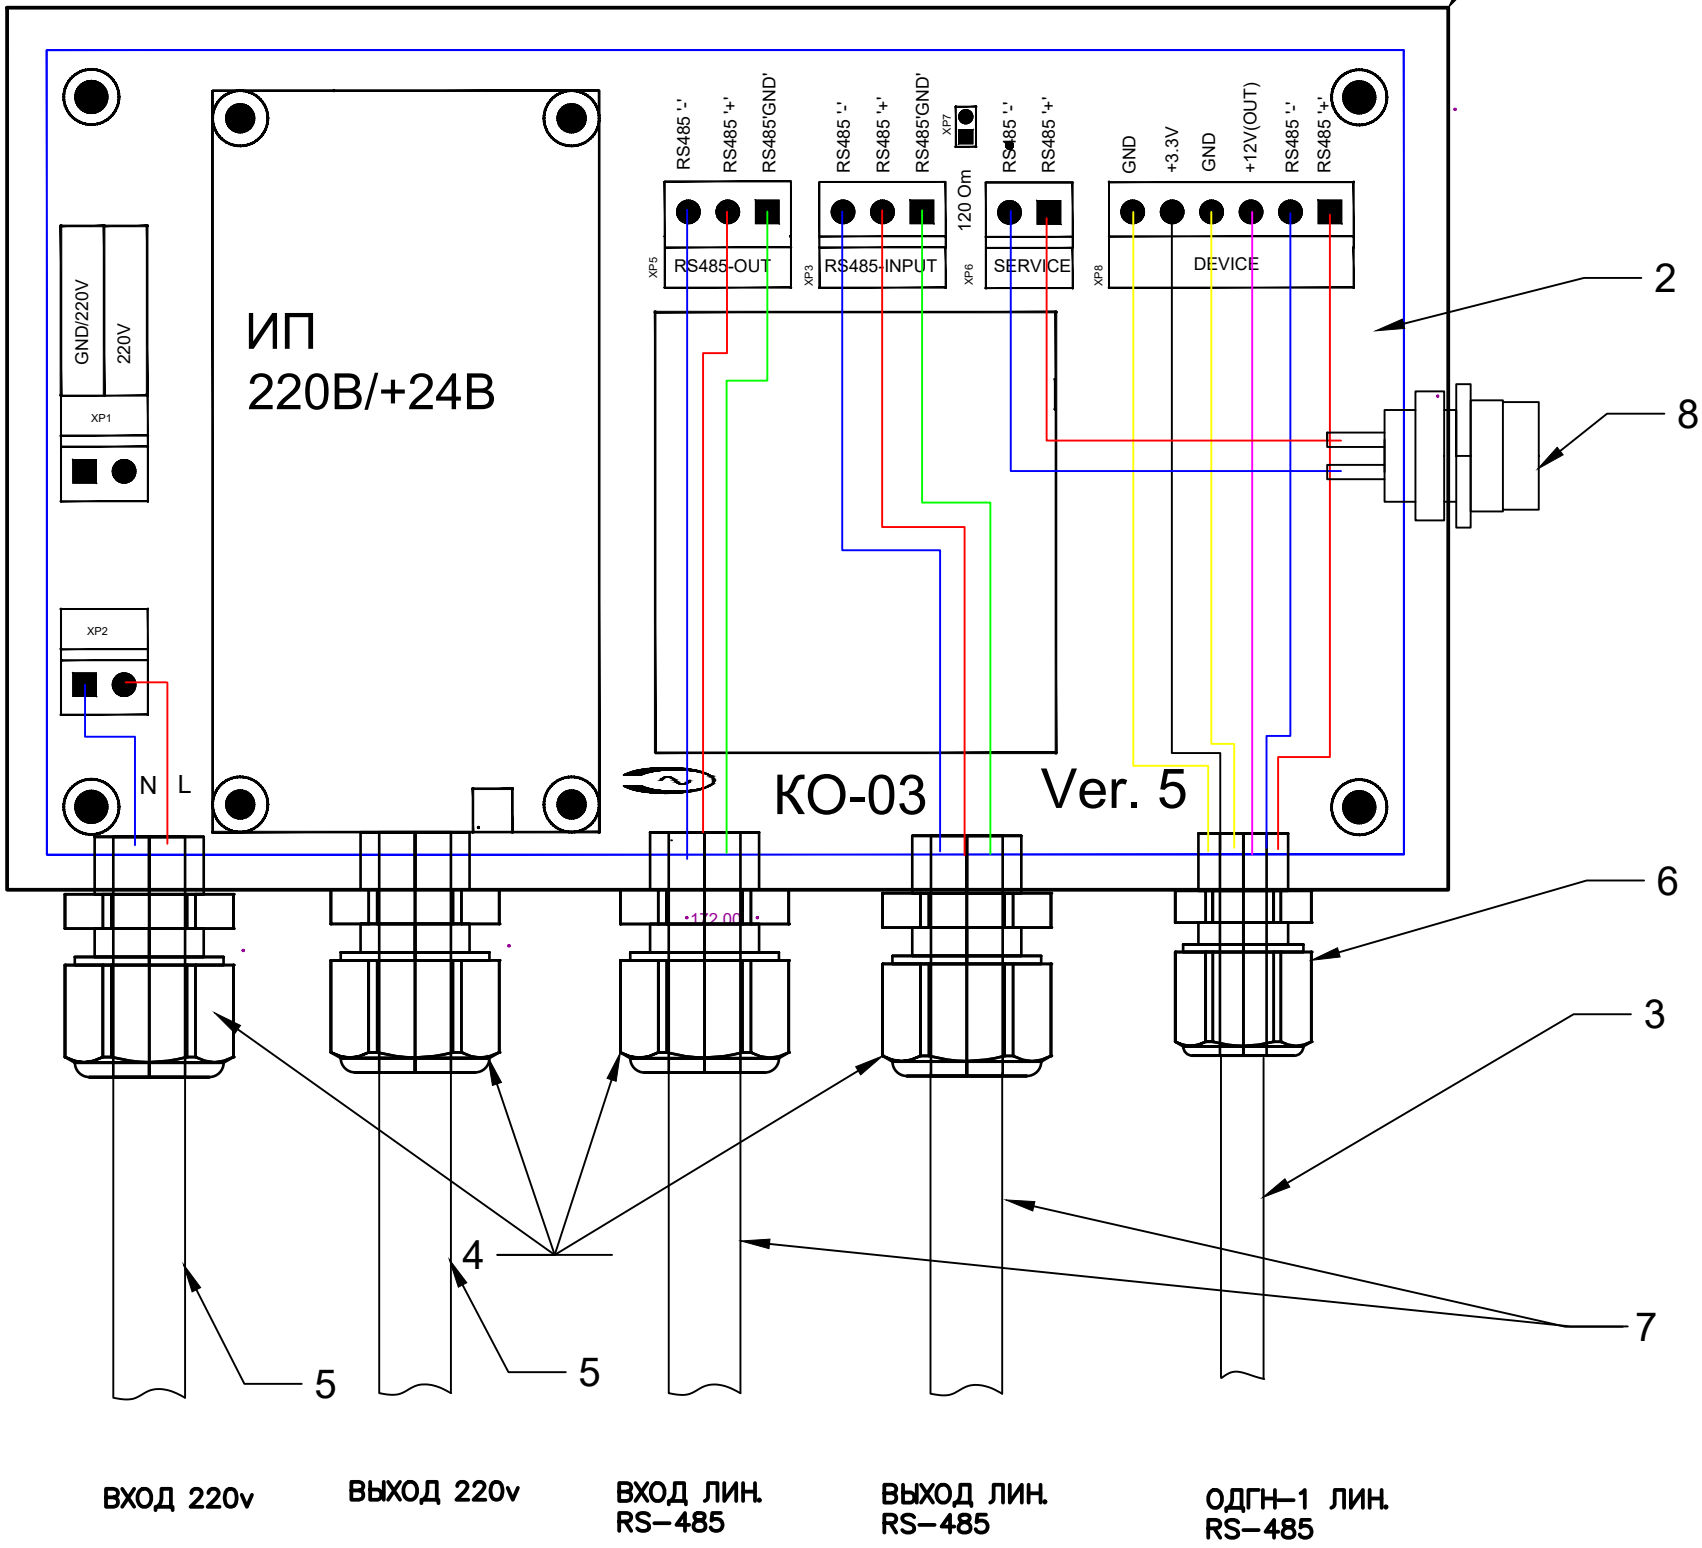 RS485 '-'
RS485 '+'
RS485'GND'
RS485 '-'
RS485 '+'
RS485'GND'
XP7
120 Om
RS485 '-'
RS485 '+'
GND
+3.3V
GND
+12V(OUT)
RS485 '-'
RS485 '+'
XP5
RS485-OUT
XP3
RS485-INPUT
XP6
SERVICE
XP8
DEVICE
GND/220V
220V
XP1
ИП
220В/+24В
2
8
XP2
N
L
КО-03
Ver. 5
172.00
6
3
4
7
5
5
ВХОД 220v
ВЫХОД 220v
ВХОД ЛИН.
RS-485
ВЫХОД ЛИН.
RS-485
ОДГН-1 ЛИН.
RS-485